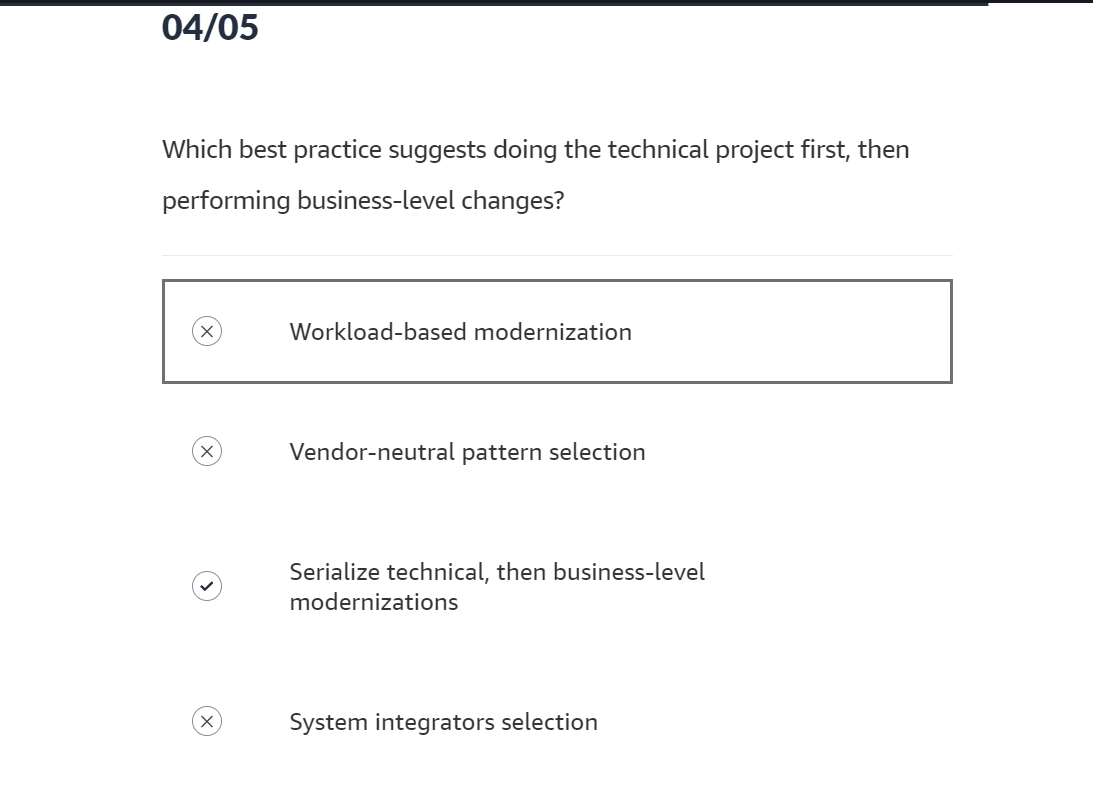 04/05
Which best practice suggests doing the technical project first, then
performing business-level changes?
Workload-based modernization
Vendor-neutral pattern selection
Serialize technical, then business-level
modernizations
System integrators selection